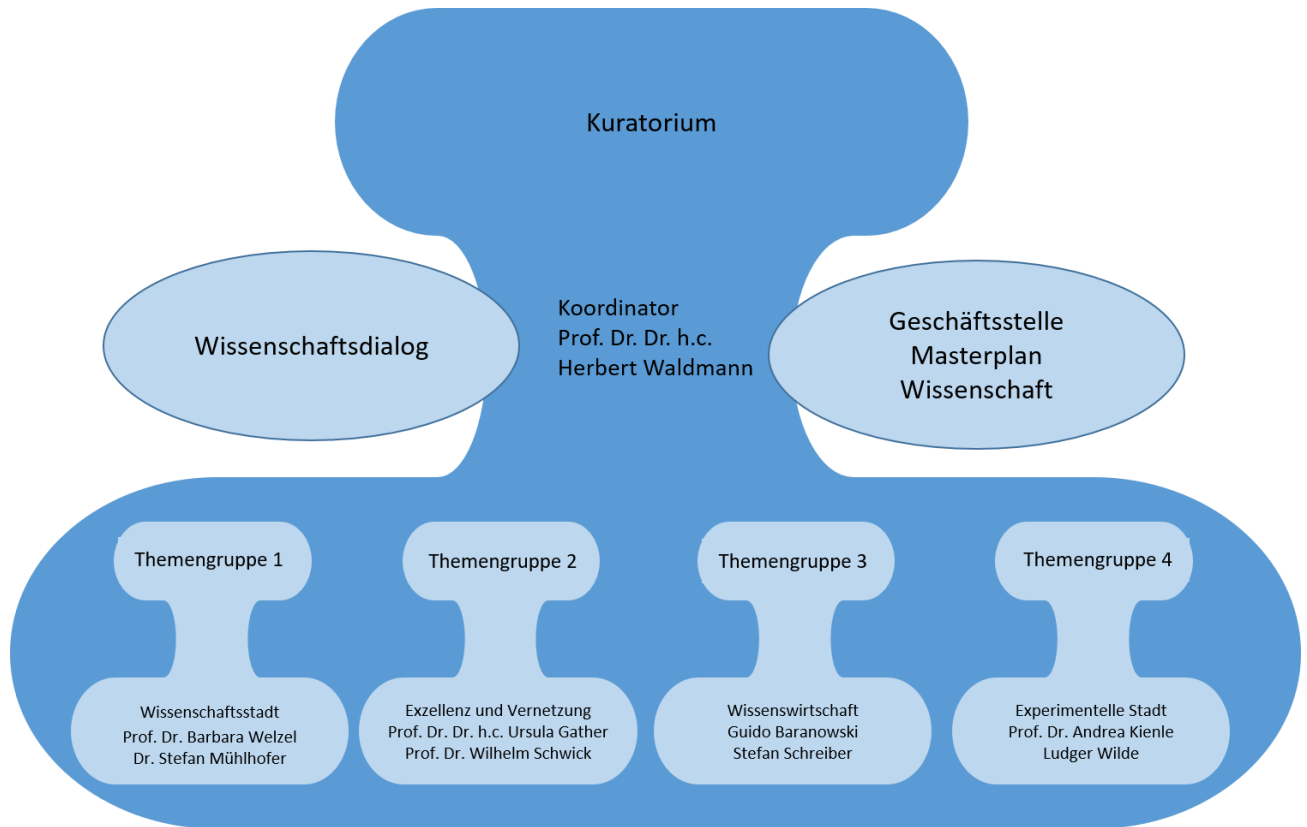 Kuratorium
Wissenschaftsdialog
Koordinator
Prof. Dr. Dr. h.c.
Herbert Waldmann
Geschäftsstelle
Masterplan
Wissenschaft
Themengruppe 1
Themengruppe 2
Themengruppe 3
Themengruppe 4
Wissenschaftsstadt
Prof. Dr. Barbara Welzel
Dr. Stefan Mühlhofer
Exzellenz und Vernetzung
Prof. Dr. Dr. h.c. Ursula Gather
Prof. Dr. Wilhelm Schwick
Wissenswirtschaft
Guido Baranowski
Stefan Schreiber
Experimentelle Stadt
Prof. Dr. Andrea Kienle
Ludger Wilde